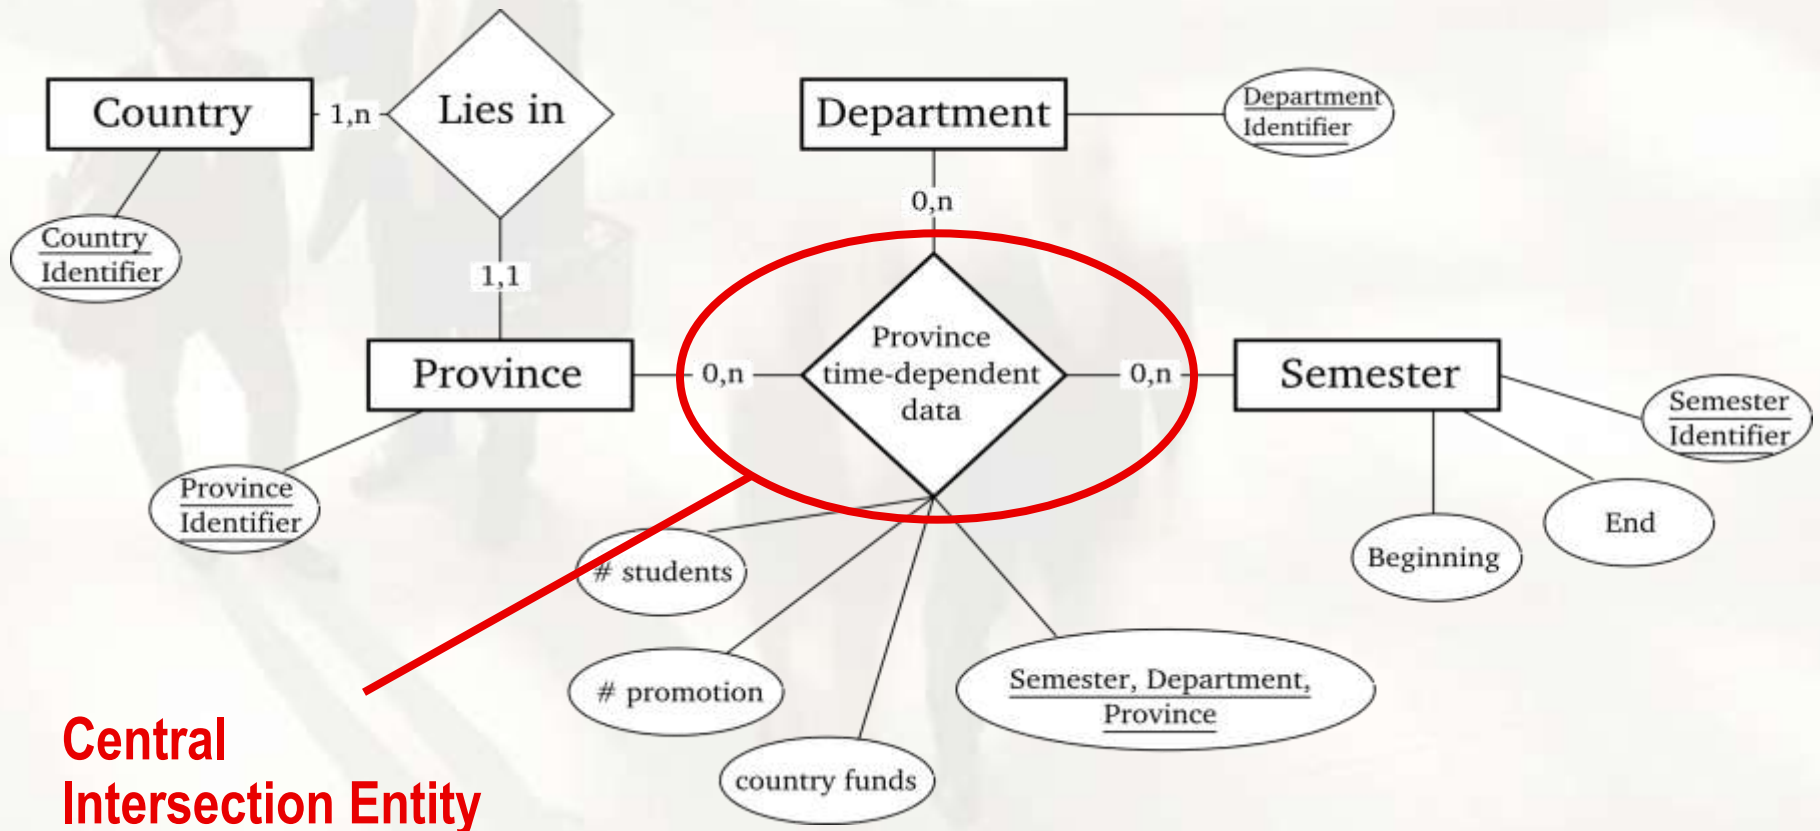 Country
1,n
Lies in
Department
Department
Identifier
0,n
Country
Identifier
1,1
Province
0,n
Province
time-dependent
data
0,n
Semester
Semester
Identifier
Province
Identifier
End
Beginning
# students
# promotion
Semester, Department,
Province
country funds
Central
Intersection Entity